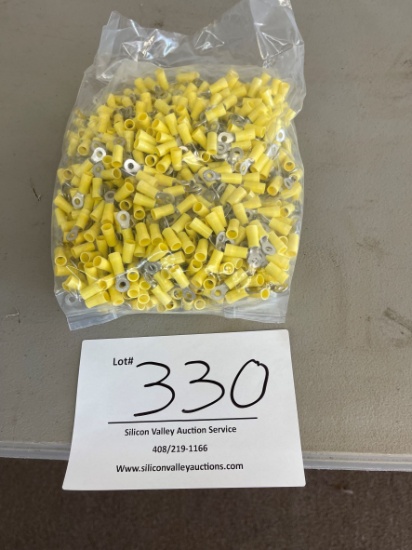 Lot# 330
Silicon Valley Auction Service
408/219-1166
Www.siliconvalleyauctions.com